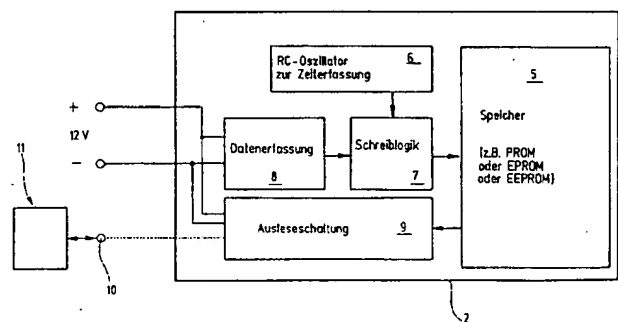 RC-Oszillator
zur Zeiterfassung
6
5
Speicher
[z.B. PROM
oder EPROM
oder EEPROM]
+
12 V
-
Datenerfassung
8
Schreiblogik
7
11
Ausleseschaltung
9
10
2